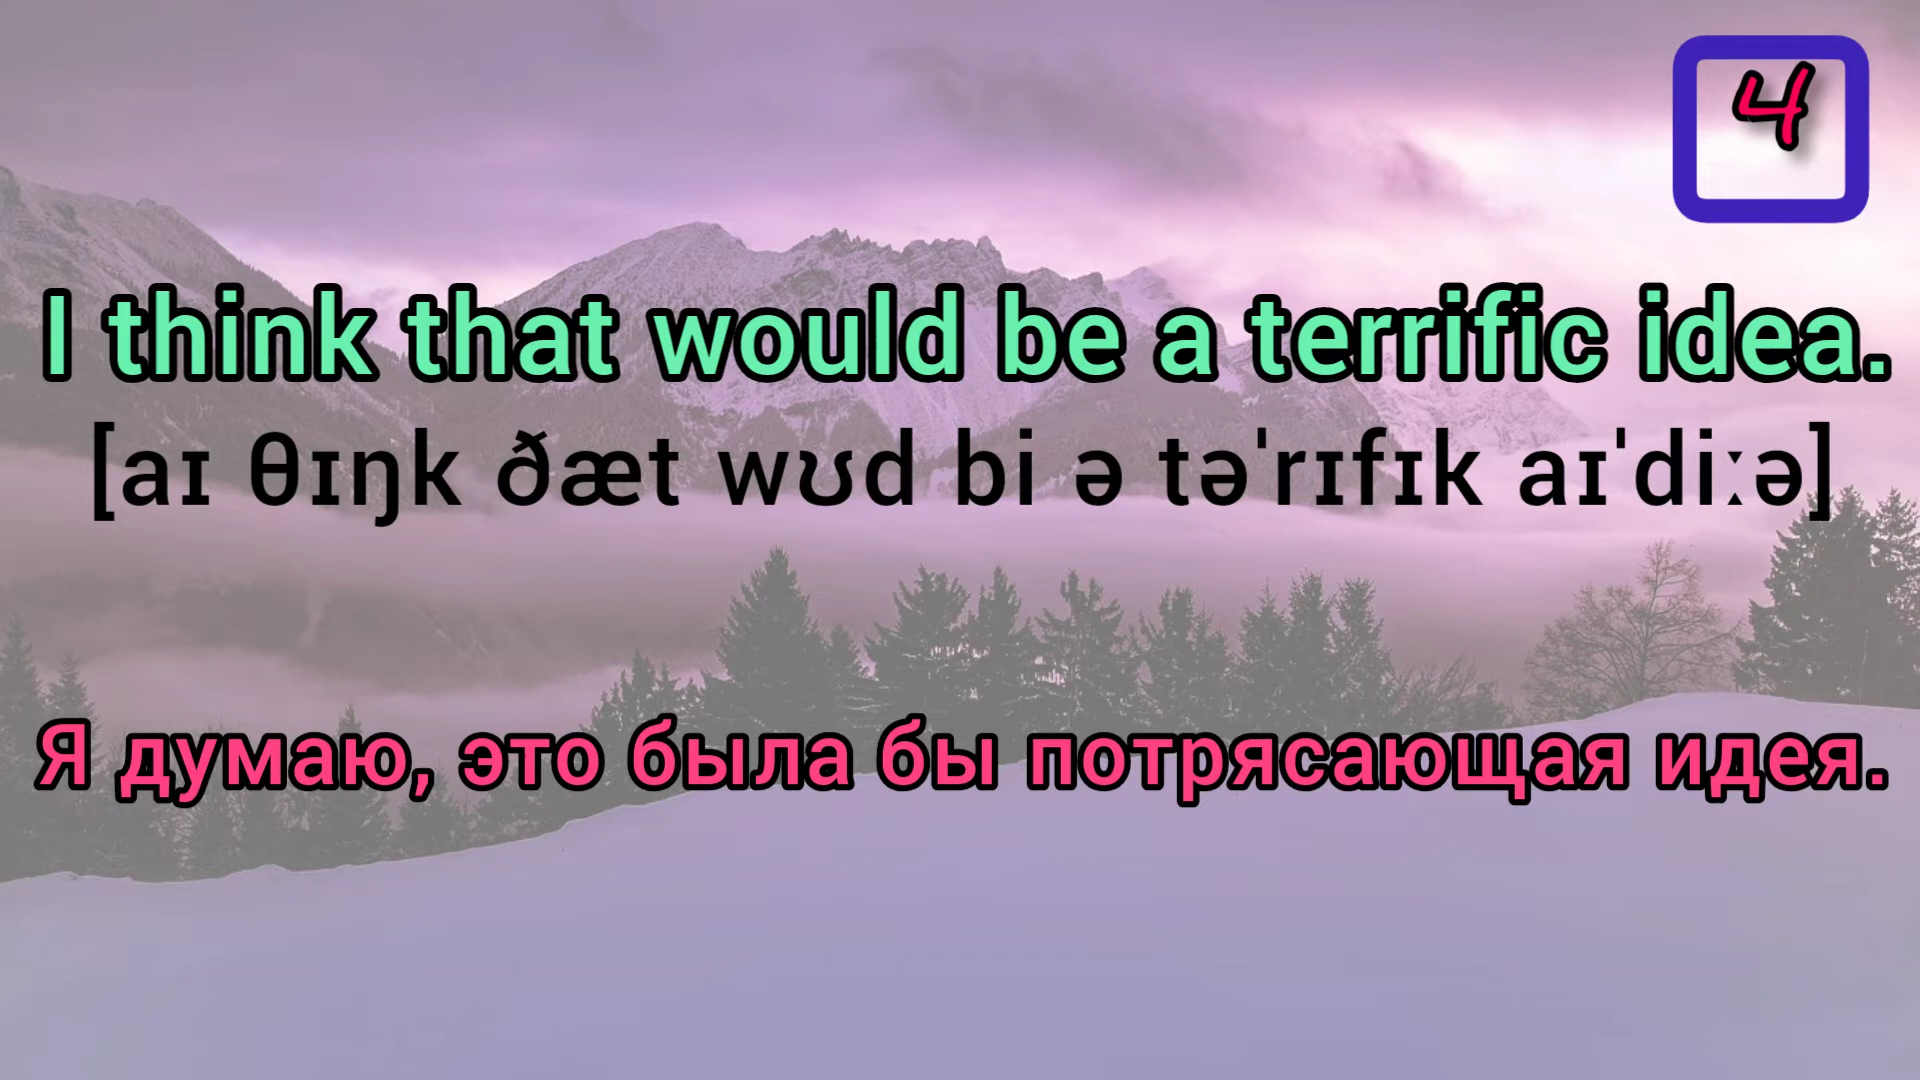 4
I think that would be a terrific idea.
[aɪ θɪŋk ðæt wʊd bi ə təˈrɪfɪk aɪˈdiːə]
Я думаю, это была бы потрясающая идея.